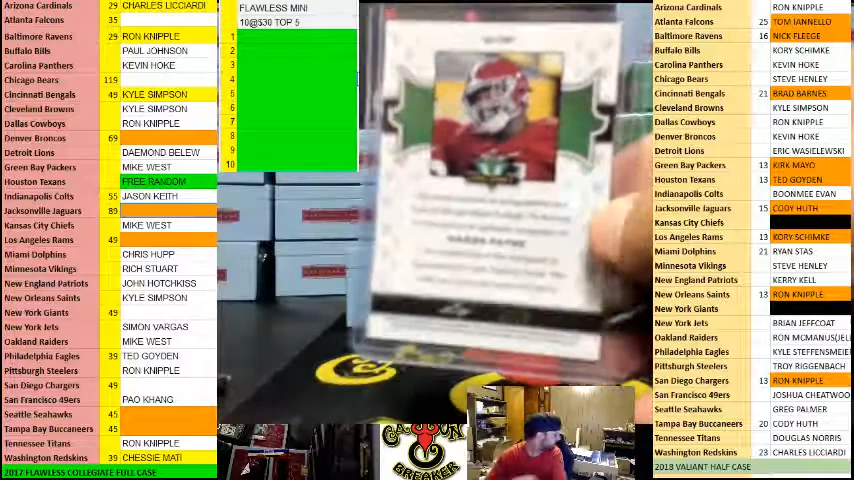 Arizona Cardinals 29 CHARLES LICCIARDI
Atlanta Falcons 35
Baltimore Ravens 29 RON KNIPPLE
Buffalo Bills PAUL JOHNSON
Carolina Panthers KEVIN HOKE
Chicago Bears 119
Cincinnati Bengals 49 KYLE SIMPSON
Cleveland Browns KYLE SIMPSON
Dallas Cowboys RON KNIPPLE
Denver Broncos 69
Detroit Lions DAEMOND BELEW
Green Bay Packers MIKE WEST
Houston Texans FREE RANDOM
Indianapolis Colts 55 JASON KEITH
Jacksonville Jaguars 89
Kansas City Chiefs MIKE WEST
Los Angeles Rams 49
Miami Dolphins CHRIS HUPP
Minnesota Vikings RICH STUART
New England Patriots JOHN HOTCHKISS
New Orleans Saints KYLE SIMPSON
New York Giants 49
New York Jets SIMON VARGAS
Oakland Raiders MIKE WEST
Philadelphia Eagles 39 TED GOYDEN
Pittsburgh Steelers RON KNIPPLE
San Diego Chargers 49
San Francisco 49ers PAO KHANG
Seattle Seahawks 45
Tampa Bay Buccaneers 45
Tennessee Titans RON KNIPPLE
Washington Redskins 39 CHESSIE MATI
2017 FLAWLESS COLLEGIATE FULL CASE
FLAWLESS MINI
10@$30 TOP 5
1
2
3
4
5
6
7
8
9
10
BREAKER
Arizona Cardinals RON KNIPPLE
Atlanta Falcons 25 TOM IANNELLO
Baltimore Ravens 16 NICK FLEEGE
Buffalo Bills KORY SCHIMKE
Carolina Panthers KEVIN HOKE
Chicago Bears STEVE HENLEY
Cincinnati Bengals 21 BRAD BARNES
Cleveland Browns KYLE SIMPSON
Dallas Cowboys RON KNIPPLE
Denver Broncos KEVIN HOKE
Detroit Lions ERIC WASIELEWSKI
Green Bay Packers 13 KIRK MAYO
Houston Texans 13 TED GOYDEN
Indianapolis Colts BOONMEE EVAN
Jacksonville Jaguars 15 CODY HUTH
Kansas City Chiefs
Los Angeles Rams 13 KORY SCHIMKE
Miami Dolphins 21 RYAN STAS
Minnesota Vikings STEVE HENLEY
New England Patriots KERRY KELL
New Orleans Saints 13 RON KNIPPLE
New York Giants
New York Jets BRIAN JEFFCOAT
Oakland Raiders RON MCMANUS(JEL
Philadelphia Eagles KYLE STEFFENSMEIE
Pittsburgh Steelers TROY RIGGENBACH
San Diego Chargers 13 RON KNIPPLE
San Francisco 49ers JOSHUA CHEATWOO
Seattle Seahawks GREG PALMER
Tampa Bay Buccaneers 20 CODY HUTH
Tennessee Titans DOUGLAS NORRIS
Washington Redskins 23 CHARLES LICCIARDI
2018 VALIANT HALF CASE